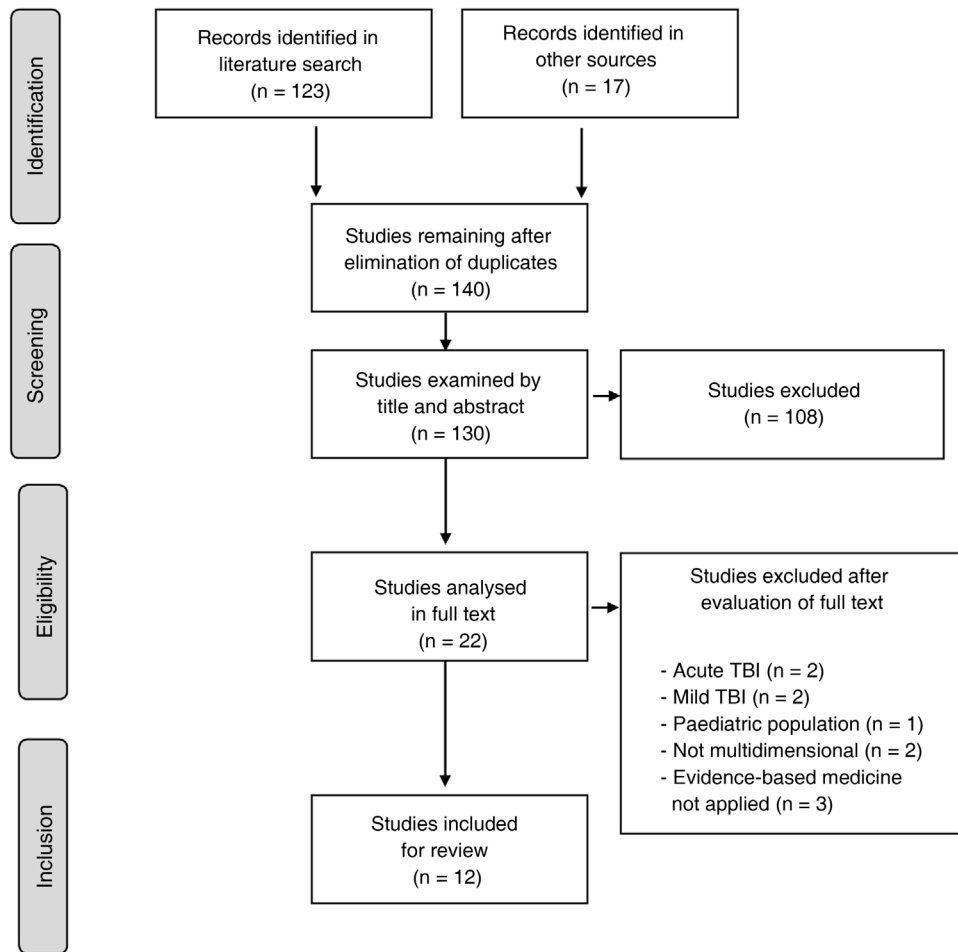 Identification
Records identified in
literature search
(n = 123)
Records identified in
other sources
(n = 17)
Screening
Studies remaining after
elimination of duplicates
(n = 140)
Studies examined by
title and abstract
(n = 130)
Studies excluded
(n = 108)
Eligibility
Studies analysed
in full text
(n = 22)
Studies excluded after
evaluation of full text
- Acute TBI (n = 2)
- Mild TBI (n = 2)
- Paediatric population (n = 1)
- Not multidimensional (n = 2)
- Evidence-based medicine
not applied (n = 3)
Inclusion
Studies included
for review
(n = 12)